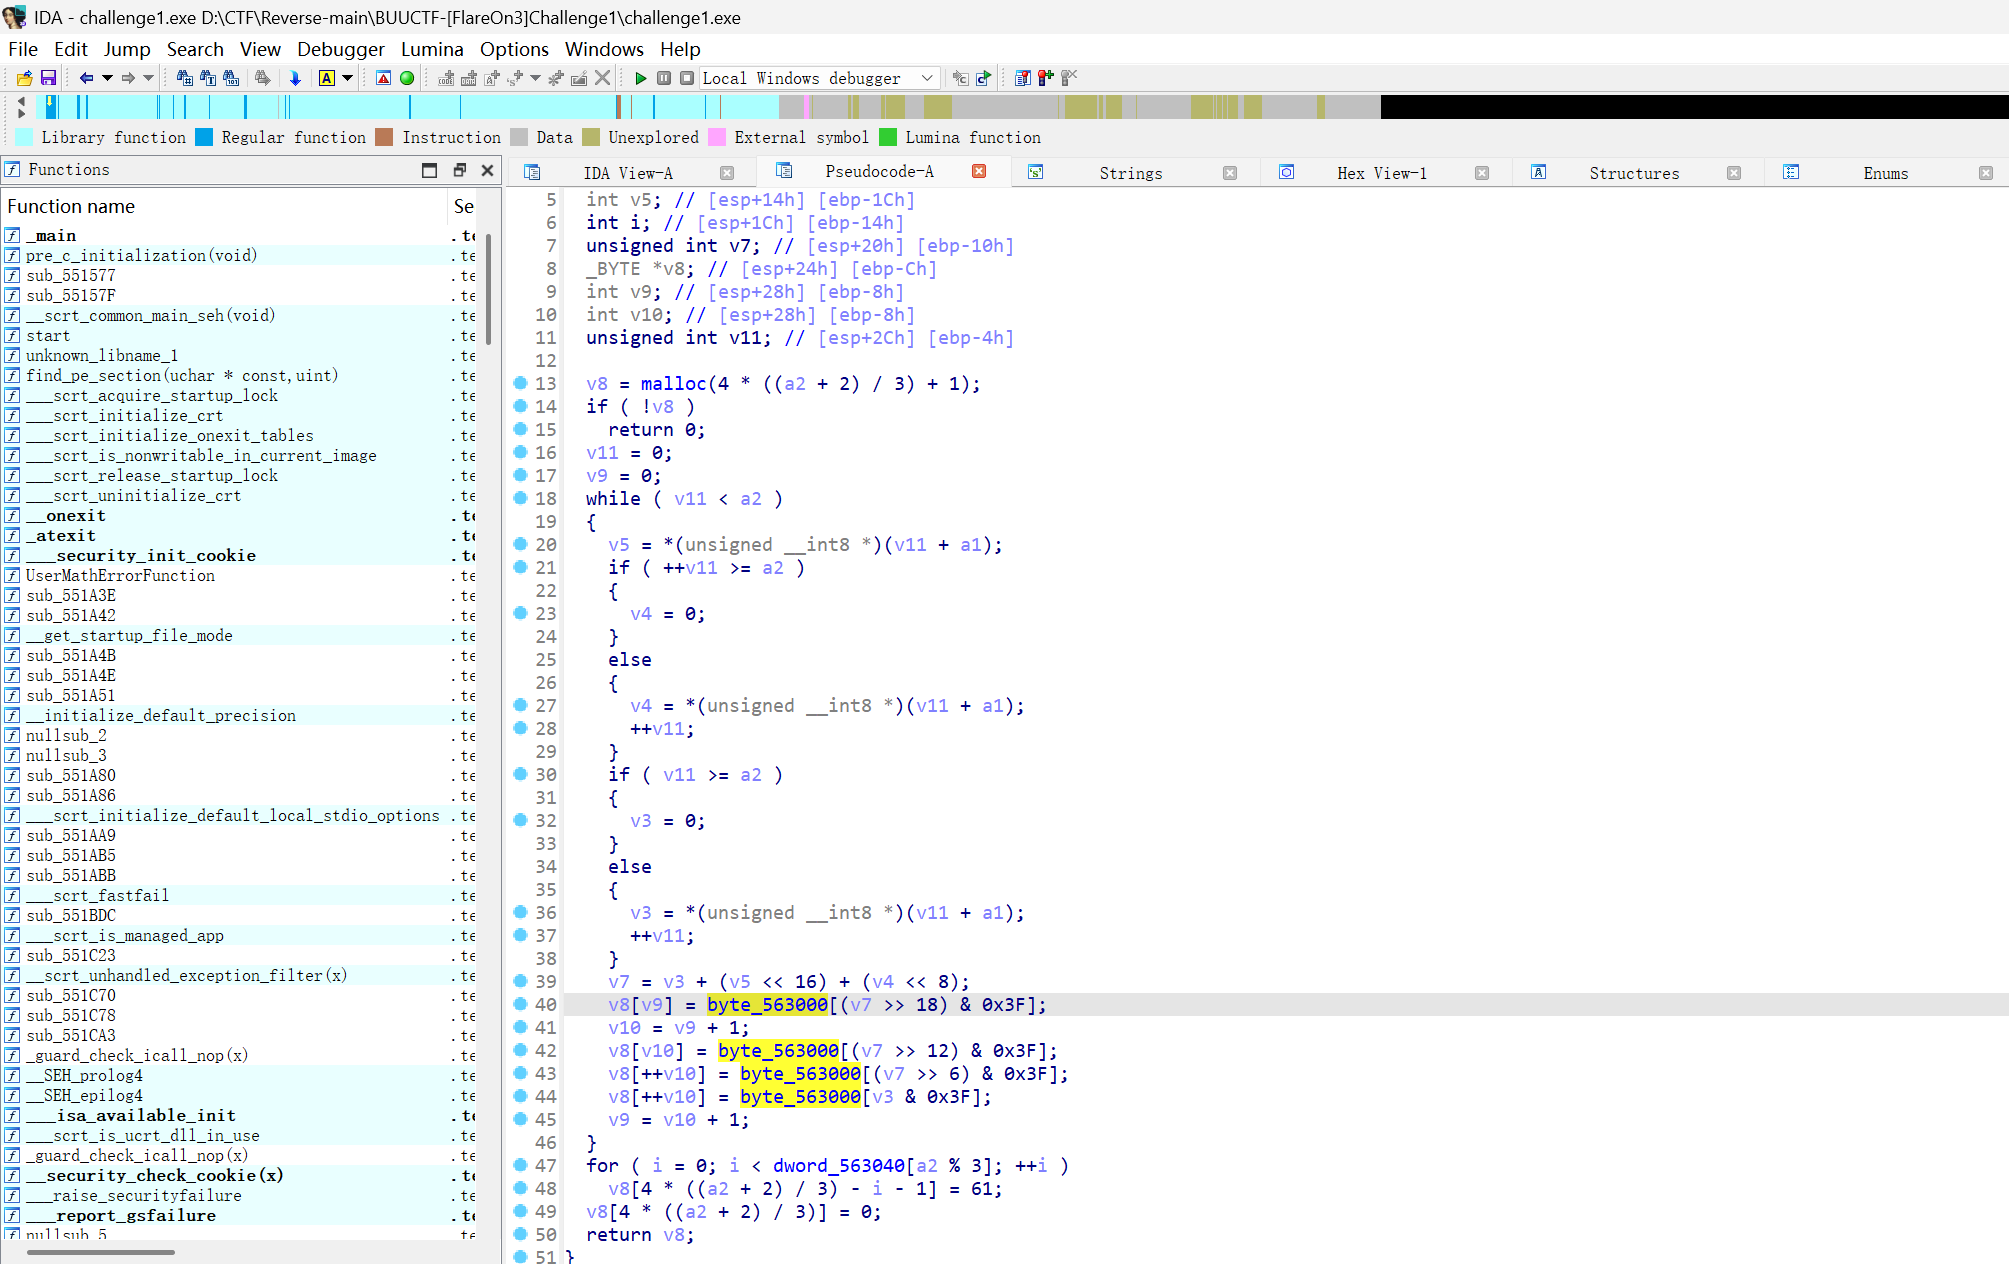 IDA - challenge1.exe D:\CTF\Reverse-main\BUUCTF-[FlareOn3]Challenge1\challenge1.exe
File Edit Jump Search View Debugger Lumina Options Windows Help
Local Windows debugger
Library function Regular function Instruction Data Unexplored External symbol Lumina function
Functions
IDA View-A Pseudocode-A Strings Hex View-1 Structures Enums
Function name Se
_main .te
pre_c_initialization(void) .te
sub_551577 .te
sub_55157F .te
__scrt_common_main_seh(void) .te
start .te
unknown_libname_1 .te
find_pe_section(uchar * const,uint) .te
___scrt_acquire_startup_lock .te
___scrt_initialize_crt .te
___scrt_initialize_onexit_tables .te
___scrt_is_nonwritable_in_current_image .te
___scrt_release_startup_lock .te
___scrt_uninitialize_crt .te
__onexit .te
_atexit .te
___security_init_cookie .te
UserMathErrorFunction .te
sub_551A3E .te
sub_551A42 .te
__get_startup_file_mode .te
sub_551A4B .te
sub_551A4E .te
sub_551A51 .te
__initialize_default_precision .te
nullsub_2 .te
nullsub_3 .te
sub_551A80 .te
sub_551A86 .te
___scrt_initialize_default_local_stdio_options .te
sub_551AA9 .te
sub_551AB5 .te
sub_551ABB .te
___scrt_fastfail .te
sub_551BDC .te
___scrt_is_managed_app .te
sub_551C23 .te
__scrt_unhandled_exception_filter(x) .te
sub_551C70 .te
sub_551C78 .te
sub_551CA3 .te
_guard_check_icall_nop(x) .te
__SEH_prolog4 .te
__SEH_epilog4 .te
___isa_available_init .te
___scrt_is_ucrt_dll_in_use .te
_guard_check_icall_nop(x) .te
__security_check_cookie(x) .te
___raise_securityfailure .te
___report_gsfailure .te
nullsub_5 .te
5 int v5; // [esp+14h] [ebp-1Ch]
6 int i; // [esp+1Ch] [ebp-14h]
7 unsigned int v7; // [esp+20h] [ebp-10h]
8 _BYTE *v8; // [esp+24h] [ebp-Ch]
9 int v9; // [esp+28h] [ebp-8h]
10 int v10; // [esp+28h] [ebp-8h]
11 unsigned int v11; // [esp+2Ch] [ebp-4h]
12
13 v8 = malloc(4 * ((a2 + 2) / 3) + 1);
14 if ( !v8 )
15 return 0;
16 v11 = 0;
17 v9 = 0;
18 while ( v11 < a2 )
19 {
20 v5 = *(unsigned __int8 *)(v11 + a1);
21 if ( ++v11 >= a2 )
22 {
23 v4 = 0;
24 }
25 else
26 {
27 v4 = *(unsigned __int8 *)(v11 + a1);
28 ++v11;
29 }
30 if ( v11 >= a2 )
31 {
32 v3 = 0;
33 }
34 else
35 {
36 v3 = *(unsigned __int8 *)(v11 + a1);
37 ++v11;
38 }
39 v7 = v3 + (v5 << 16) + (v4 << 8);
40 v8[v9] = byte_563000[(v7 >> 18) & 0x3F];
41 v10 = v9 + 1;
42 v8[v10] = byte_563000[(v7 >> 12) & 0x3F];
43 v8[++v10] = byte_563000[(v7 >> 6) & 0x3F];
44 v8[++v10] = byte_563000[v3 & 0x3F];
45 v9 = v10 + 1;
46 }
47 for ( i = 0; i < dword_563040[a2 % 3]; ++i )
48 v8[4 * ((a2 + 2) / 3) - i - 1] = 61;
49 v8[4 * ((a2 + 2) / 3)] = 0;
50 return v8;
51 }